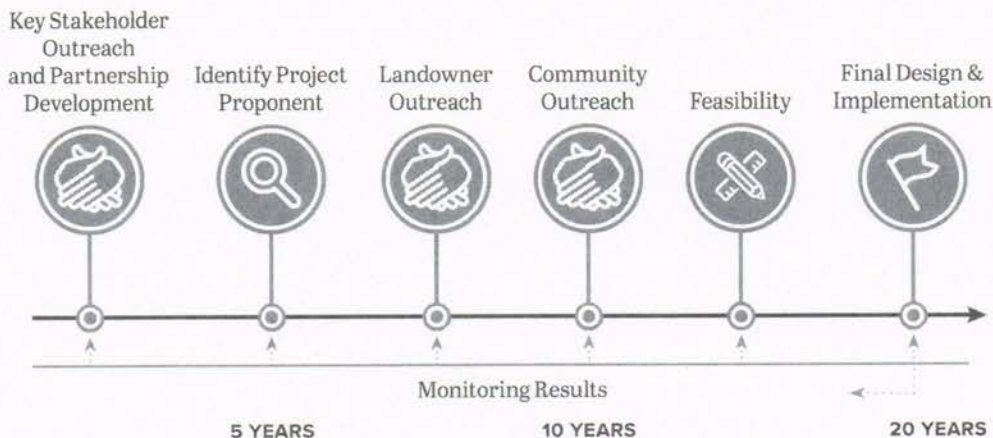 Key Stakeholder
Outreach
and Partnership
Development
Identify Project
Proponent
Landowner
Outreach
Community
Outreach
Feasibility
Final Design &
Implementation
Monitoring Results
5 YEARS
10 YEARS
20 YEARS